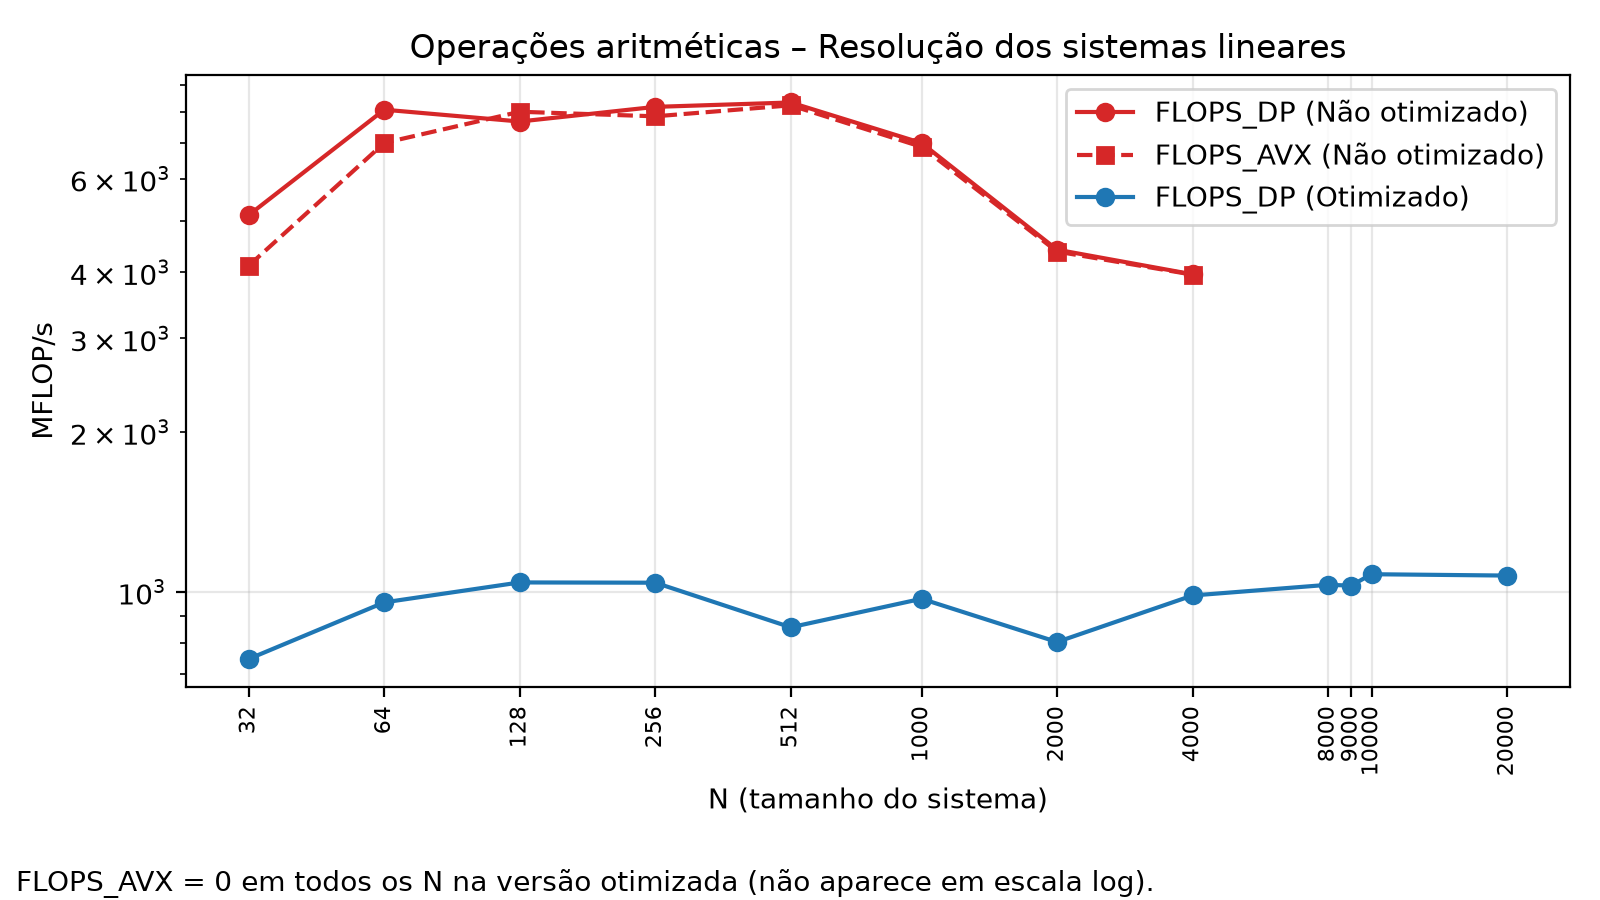 Operações aritméticas – Resolução dos sistemas lineares
FLOPS_DP (Não otimizado)
FLOPS_AVX (Não otimizado)
FLOPS_DP (Otimizado)
MFLOP/s
6 × 10³
4 × 10³
3 × 10³
2 × 10³
10³
32
64
128
256
512
1000
2000
4000
8000
9000
10000
20000
N (tamanho do sistema)
FLOPS_AVX = 0 em todos os N na versão otimizada (não aparece em escala log).